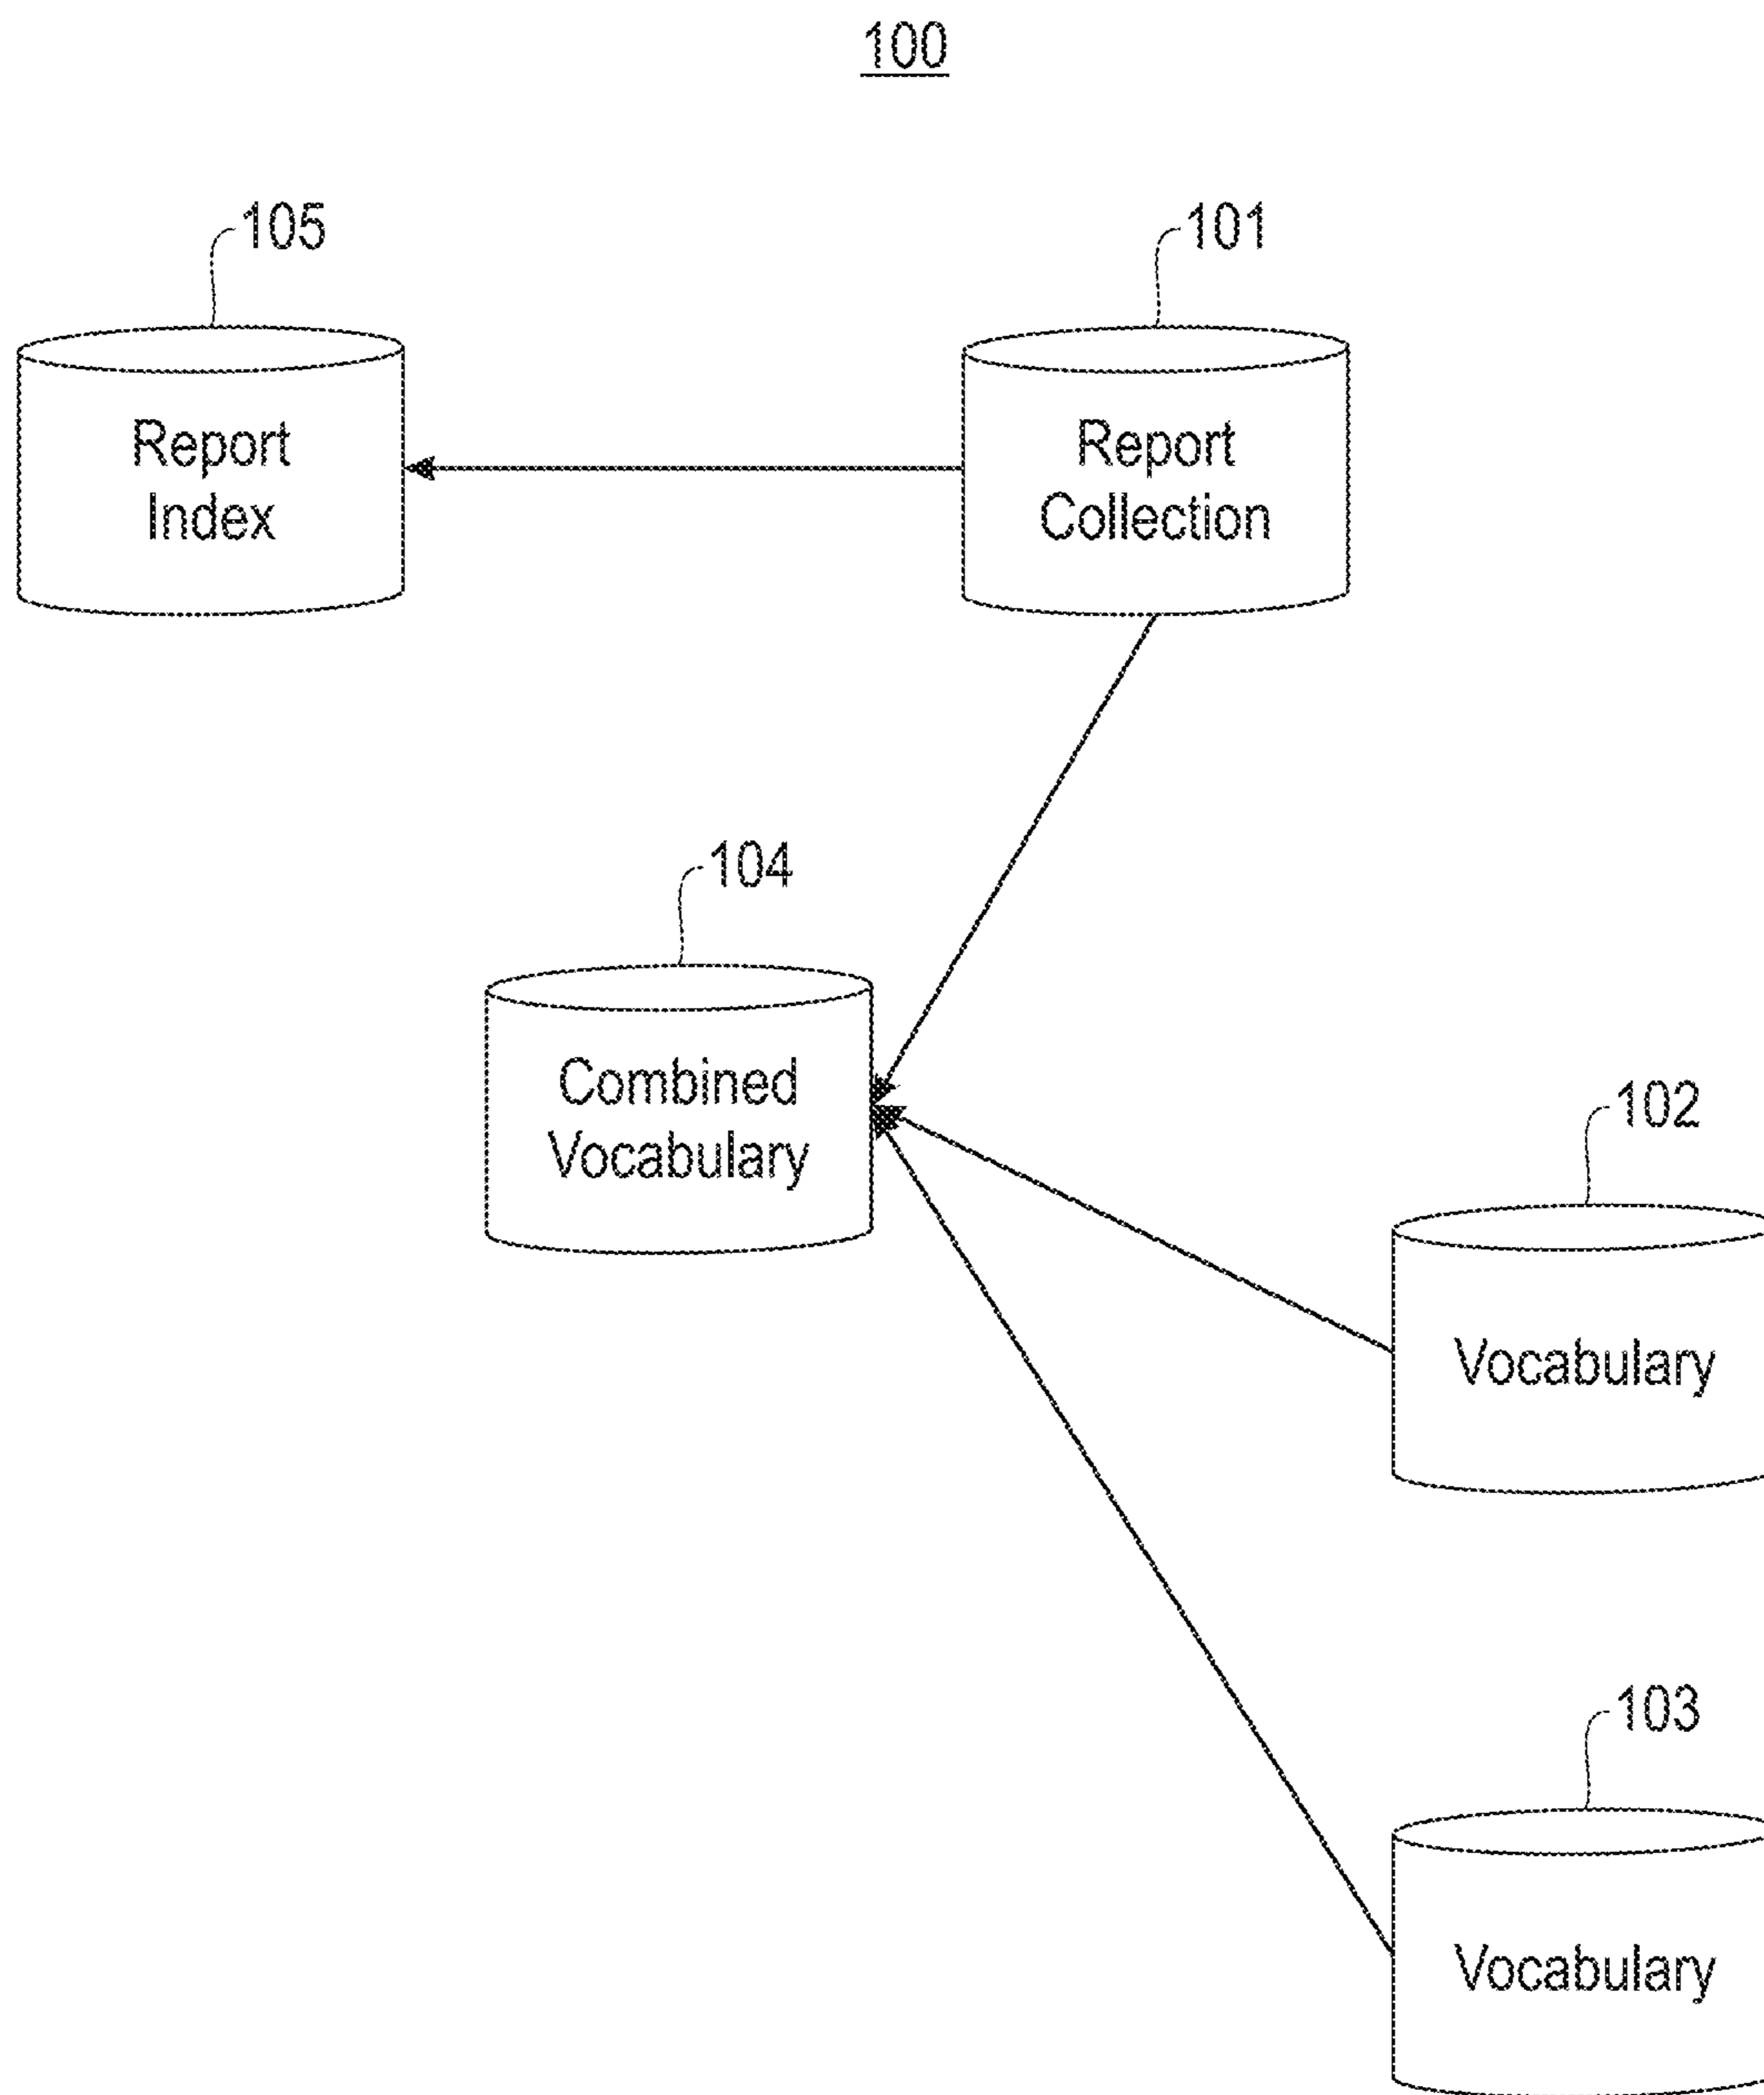 100
105
101
Report
Index
Report
Collection
104
Combined
Vocabulary
102
Vocabulary
103
Vocabulary